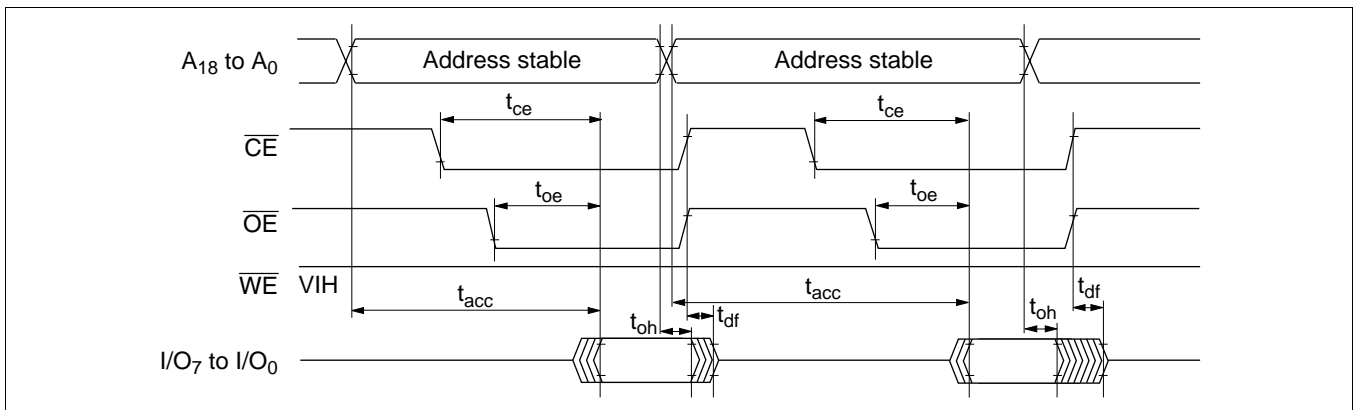 A18 to A0 Address stable Address stable
tce tce
CE
toe toe
OE
WE VIH
tacc tacc
toh tdf toh tdf
I/O7 to I/O0